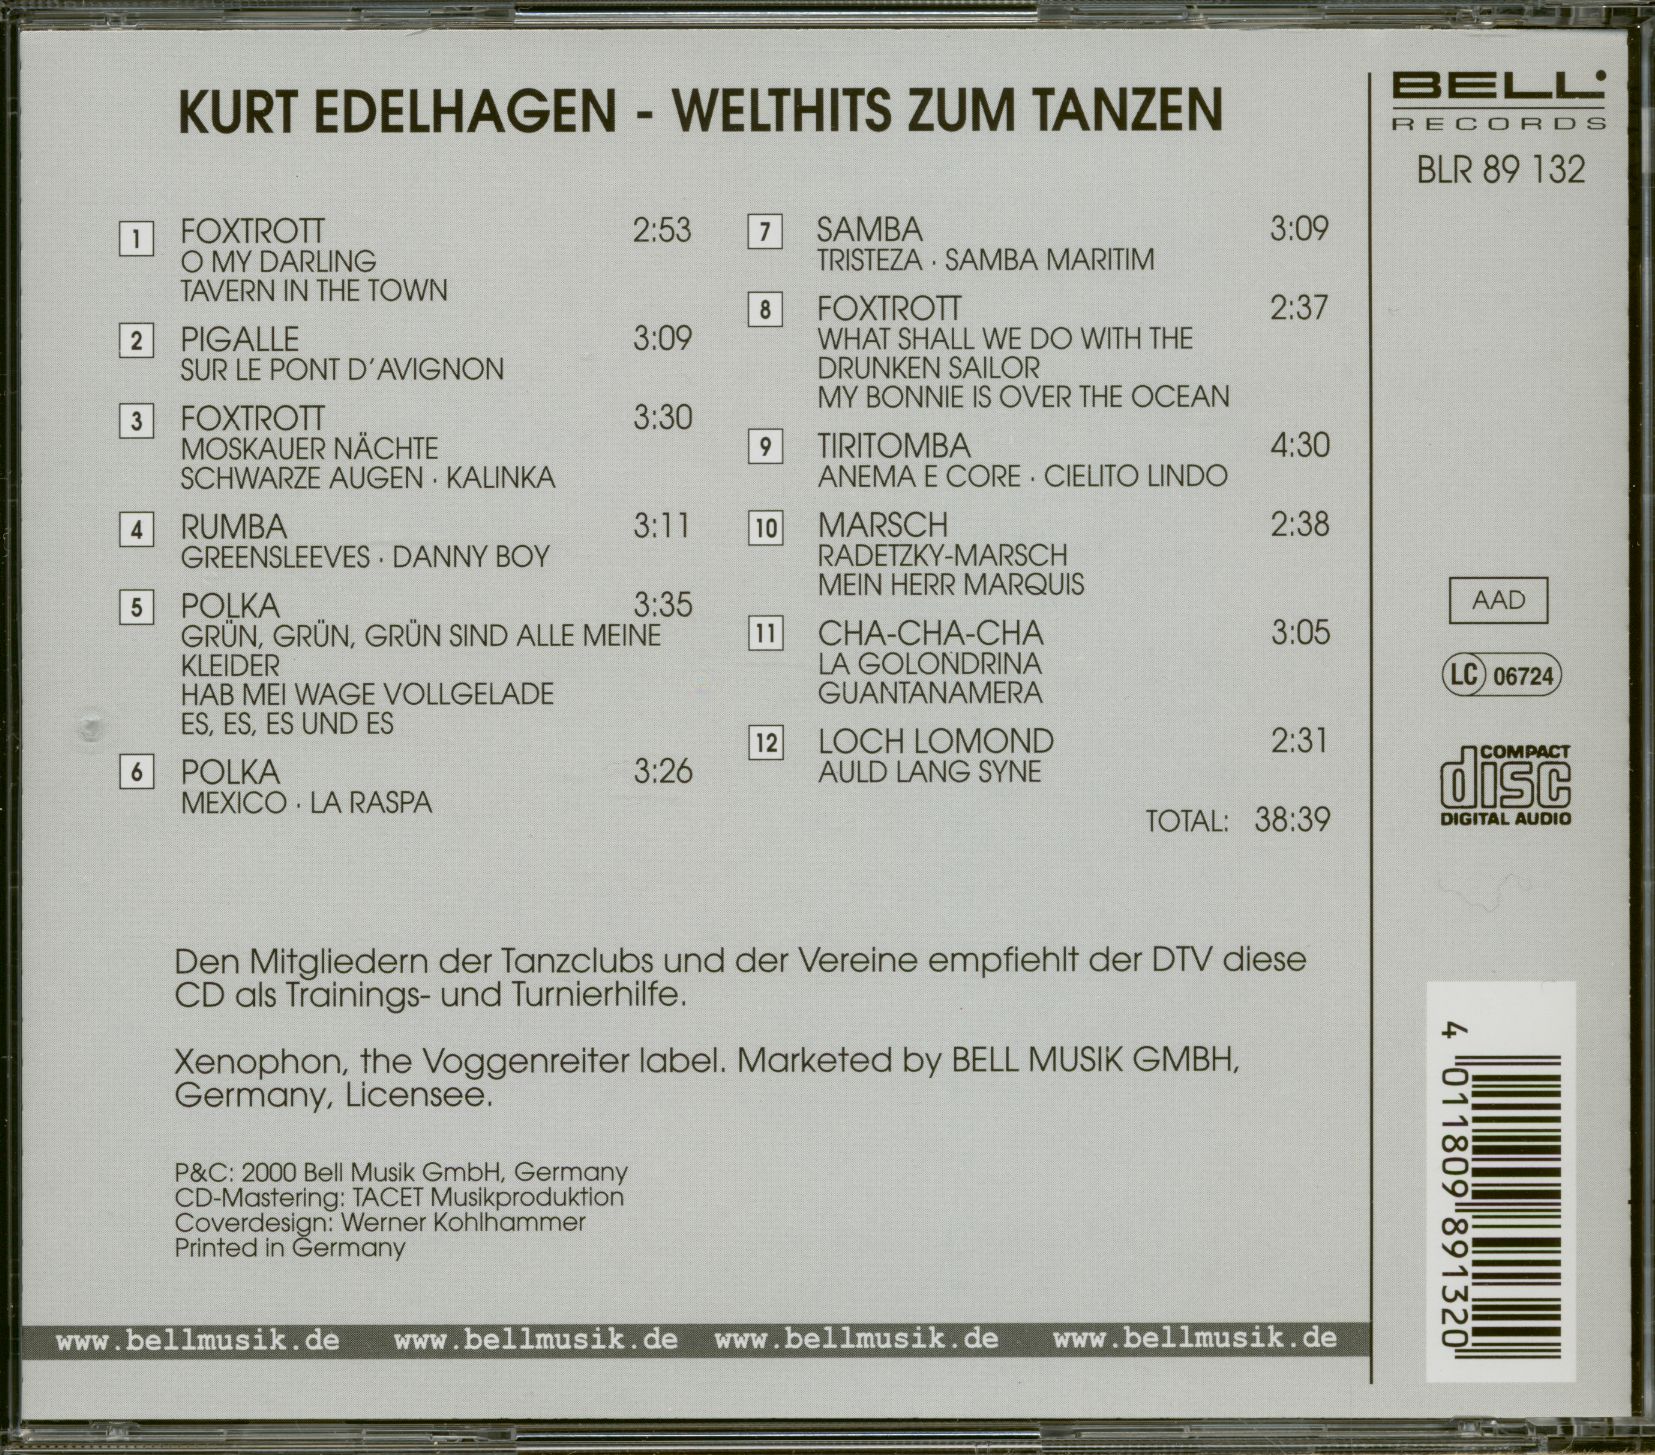 KURT EDELHAGEN - WELTHITS ZUM TANZEN
1 FOXTROTT 2:53
O MY DARLING
TAVERN IN THE TOWN
2 PIGALLE 3:09
SUR LE PONT D'AVIGNON
3 FOXTROTT 3:30
MOSKAUER NÄCHTE
SCHWARZE AUGEN · KALINKA
4 RUMBA 3:11
GREENSLEEVES · DANNY BOY
5 POLKA 3:35
GRÜN, GRÜN, GRÜN SIND ALLE MEINE
KLEIDER
HAB MEI WAGE VOLLGELADE
ES, ES, ES UND ES
6 POLKA 3:26
MEXICO · LA RASPA
7 SAMBA 3:09
TRISTEZA · SAMBA MARITIM
8 FOXTROTT 2:37
WHAT SHALL WE DO WITH THE
DRUNKEN SAILOR
MY BONNIE IS OVER THE OCEAN
9 TIRITOMBA 4:30
ANEMA E CORE · CIELITO LINDO
10 MARSCH 2:38
RADETZKY-MARSCH
MEIN HERR MARQUIS
11 CHA-CHA-CHA 3:05
LA GOLONDRINA
GUANTANAMERA
12 LOCH LOMOND 2:31
AULD LANG SYNE
TOTAL: 38:39
Den Mitgliedern der Tanzclubs und der Vereine empfiehlt der DTV diese
CD als Trainings- und Turnierhilfe.
Xenophon, the Voggenreiter label. Marketed by BELL MUSIK GMBH,
Germany, Licensee.
P&C: 2000 Bell Musik GmbH, Germany
CD-Mastering: TACET Musikproduktion
Coverdesign: Werner Kohlhammer
Printed in Germany
www.bellmusik.de www.bellmusik.de www.bellmusik.de www.bellmusik.de
BELL
RECORDS
BLR 89 132
AAD
LC 06724
COMPACT
disc
DIGITAL AUDIO
4 011809 891320